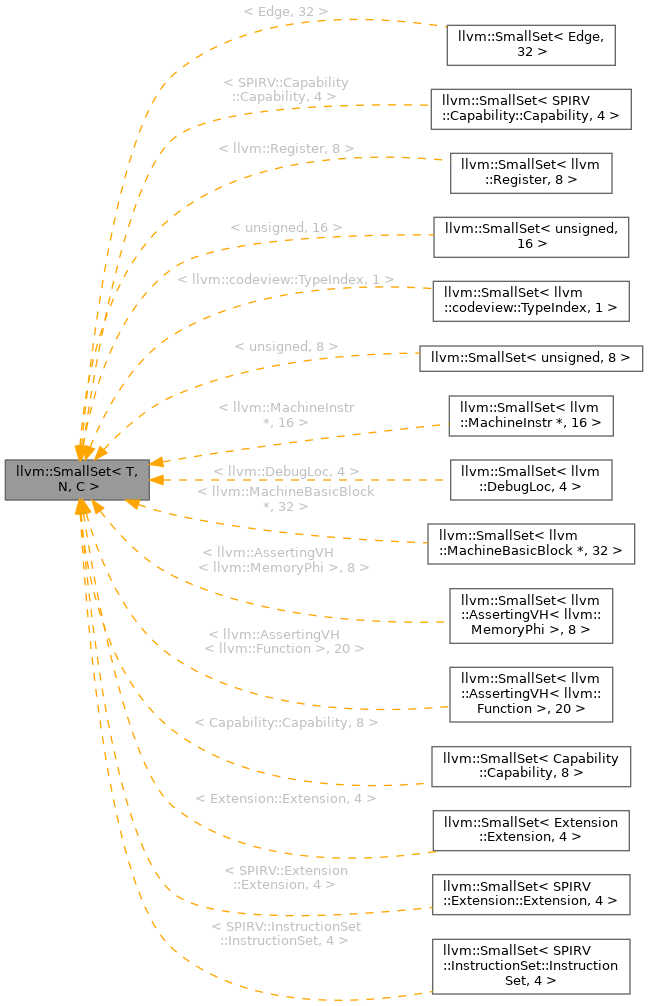 < Edge, 32 >
llvm::SmallSet< Edge,
32 >
< SPIRV::Capability
::Capability, 4 >
llvm::SmallSet< SPIRV
::Capability::Capability, 4 >
< llvm::Register, 8 >
llvm::SmallSet< llvm
::Register, 8 >
< unsigned, 16 >
llvm::SmallSet< unsigned,
16 >
< llvm::codeview::TypeIndex, 1 >
llvm::SmallSet< llvm
::codeview::TypeIndex, 1 >
< unsigned, 8 >
llvm::SmallSet< unsigned, 8 >
< llvm::MachineInstr
*, 16 >
llvm::SmallSet< llvm
::MachineInstr *, 16 >
llvm::SmallSet< T,
N, C >
< llvm::DebugLoc, 4 >
llvm::SmallSet< llvm
::DebugLoc, 4 >
< llvm::MachineBasicBlock
*, 32 >
llvm::SmallSet< llvm
::MachineBasicBlock *, 32 >
< llvm::AssertingVH
< llvm::MemoryPhi >, 8 >
llvm::SmallSet< llvm
::AssertingVH< llvm::
MemoryPhi >, 8 >
< llvm::AssertingVH
< llvm::Function >, 20 >
llvm::SmallSet< llvm
::AssertingVH< llvm::
Function >, 20 >
< Capability::Capability, 8 >
llvm::SmallSet< Capability
::Capability, 8 >
< Extension::Extension, 4 >
llvm::SmallSet< Extension
::Extension, 4 >
< SPIRV::Extension
::Extension, 4 >
llvm::SmallSet< SPIRV
::Extension::Extension, 4 >
< SPIRV::InstructionSet
::InstructionSet, 4 >
llvm::SmallSet< SPIRV
::InstructionSet::Instruction
Set, 4 >